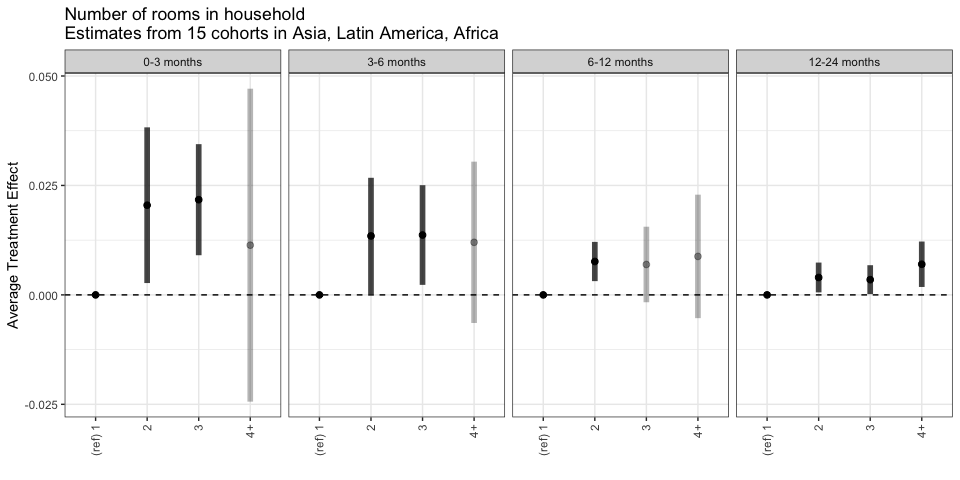 Number of rooms in household
Estimates from 15 cohorts in Asia, Latin America, Africa
0-3 months
3-6 months
6-12 months
12-24 months
Average Treatment Effect
0.050
0.025
0.000
-0.025
(ref) 1
2
3
4+
(ref) 1
2
3
4+
(ref) 1
2
3
4+
(ref) 1
2
3
4+